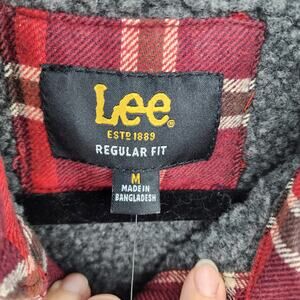 Lee®
ESTD 1889
REGULAR FIT
M
MADE IN
BANGLADESH